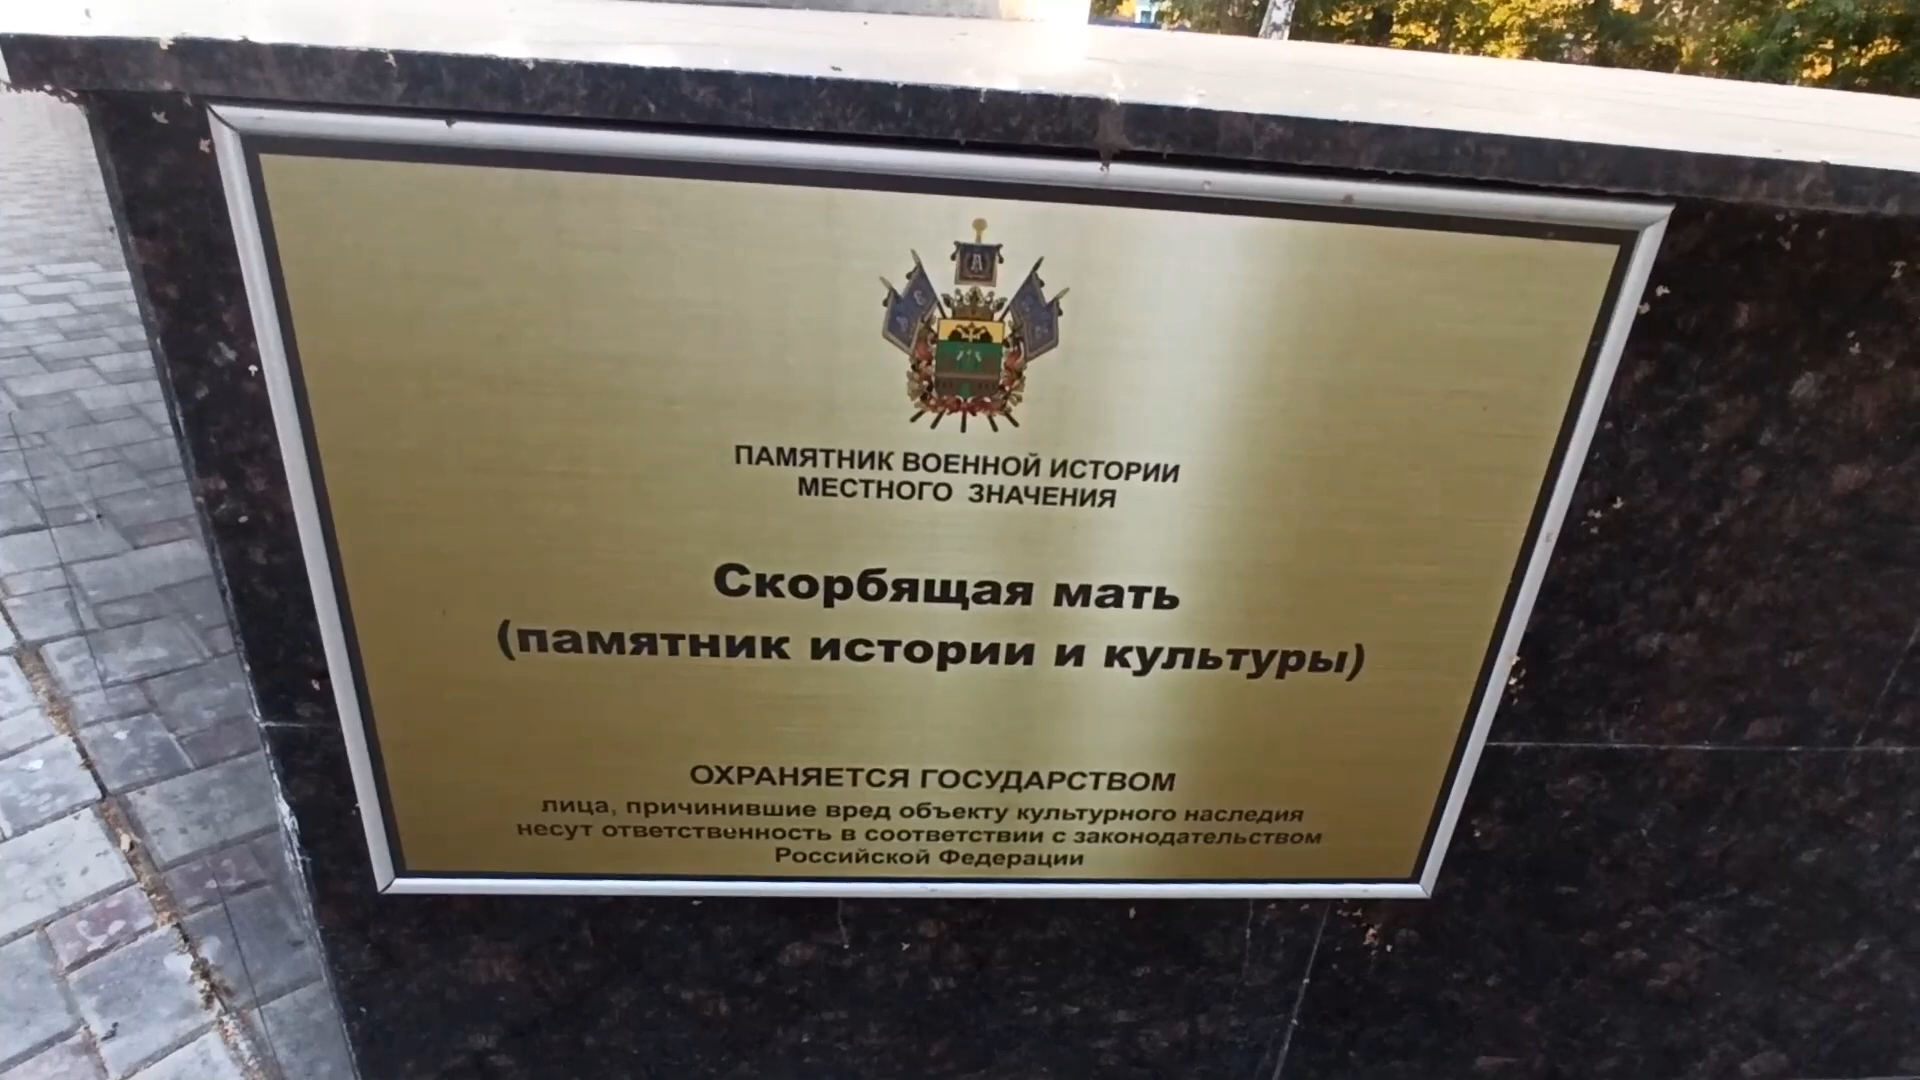 ПАМЯТНИК ВОЕННОЙ ИСТОРИИ
МЕСТНОГО ЗНАЧЕНИЯ
Скорбящая мать
(памятник истории и культуры)
ОХРАНЯЕТСЯ ГОСУДАРСТВОМ
лица, причинившие вред объекту культурного наследия
несут ответственность в соответствии с законодательством
Российской Федерации